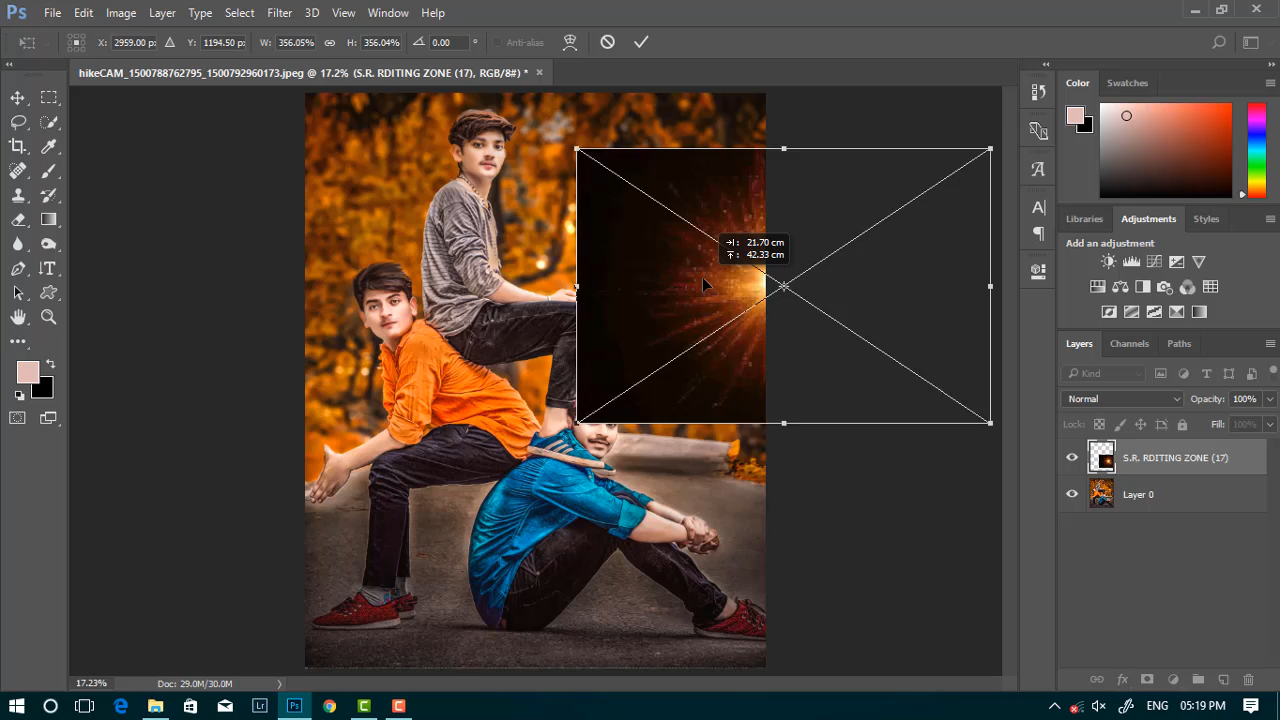 Ps File Edit Image Layer Type Select Filter 3D View Window Help
X: 2959.00 px Y: 1194.50 px W: 356.05% H: 356.04% 0.00 ° Anti-alias
hikeCAM_1500788762795_1500792960173.jpeg @ 17.2% (S.R. RDITING ZONE (17), RGB/8#) * ×
Color Swatches
Libraries Adjustments Styles
Add an adjustment
21.70 cm
42.33 cm
Layers Channels Paths
Kind
Normal Opacity: 100%
Lock: Fill: 100%
S.R. RDITING ZONE (17)
Layer 0
17.23% Doc: 29.0M/30.0M
Lr Ps C C ENG 05:19 PM